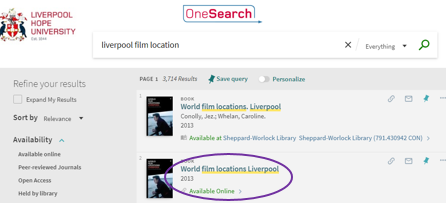 LIVERPOOL
HOPE
UNIVERSITY
OneSearch
liverpool film location
Everything
Refine your results
Expand My Results
Sort by Relevance
Availability
Available online
Peer-reviewed Journals
Open Access
Held by library
PAGE 1 3,714 Results Save query Personalize
1
BOOK
World film locations. Liverpool
Conolly, Jez.; Whelan, Caroline.
2013
Available at Sheppard-Worlock Library Sheppard-Worlock Library (791.430942 CON)
2
BOOK
World film locations Liverpool
2013
Available Online